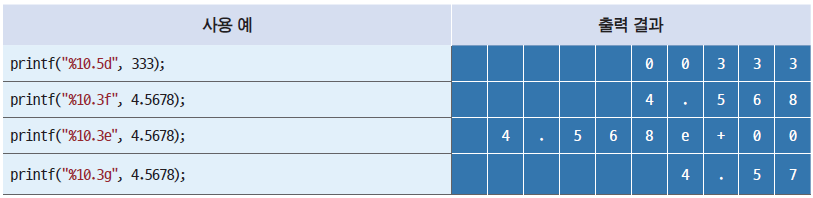 사용 예 출력 결과
printf("%10.5d", 333); 0 0 3 3 3
printf("%10.3f", 4.5678); 4 . 5 6 8
printf("%10.3e", 4.5678); 4 . 5 6 8 e + 0 0
printf("%10.3g", 4.5678); 4 . 5 7